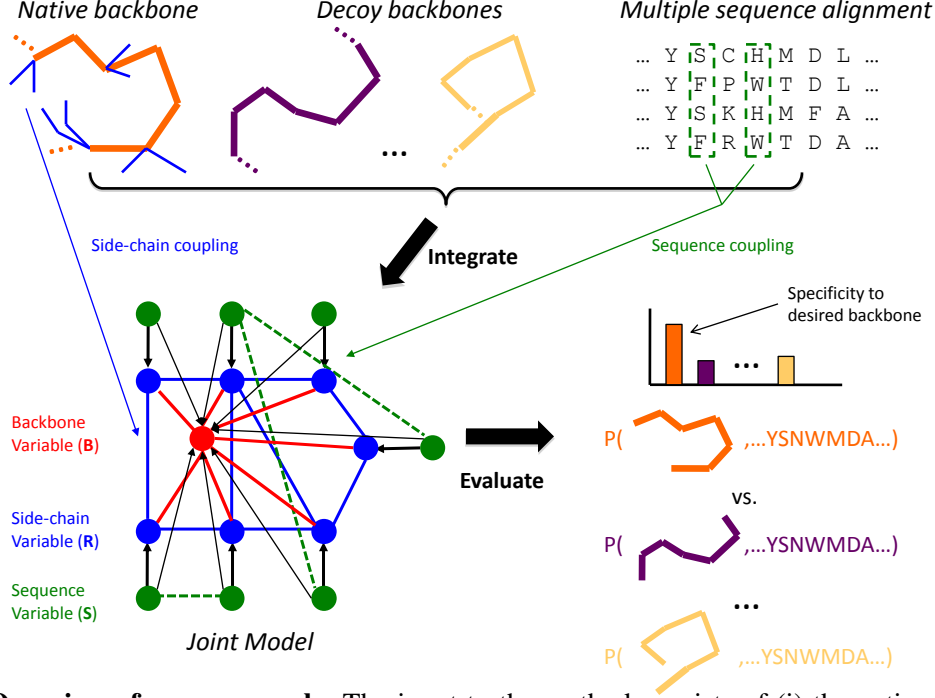 Native backbone
Decoy backbones
Multiple sequence alignment
… Y S C H M D L …
… Y F P W T D L …
… Y S K H M F A …
… Y F R W T D A …
...
Side-chain coupling
Integrate
Sequence coupling
Specificity to
desired backbone
...
Backbone
Variable (B)
P( ,…YSNWMDA…)
Evaluate
vs.
Side-chain
Variable (R)
P( ,…YSNWMDA…)
Sequence
Variable (S)
...
Joint Model
P( ,…YSNWMDA…)